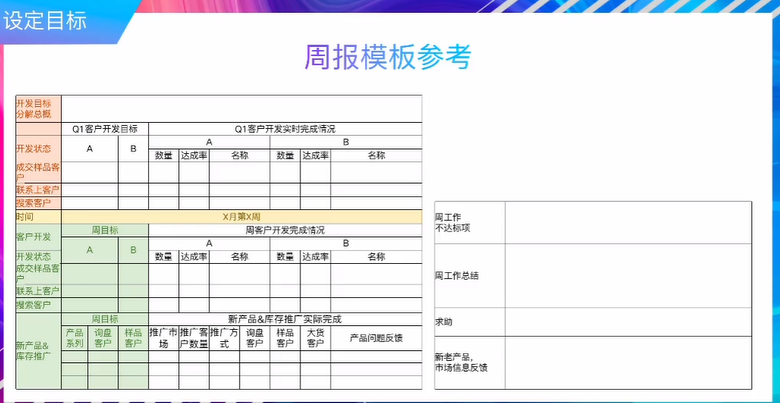 设定目标
周报模板参考
开发目标
分解总概
Q1客户开发目标 Q1客户开发实时完成情况
开发状态 A B A B
数量 达成率 名称 数量 达成率 名称
成交样品客
户
联系上客户
搜索客户
时间 X月第X周
客户开发 周目标 周客户开发完成情况
A B A B
开发状态 数量 达成率 名称 数量 达成率 名称
成交样品客
户
联系上客户
搜索客户
新产品&
库存推广
周目标 新产品&库存推广实际完成
产品
系列
询盘
客户
样品
客户
推广市
场
推广客
户数量
推广方
式
询盘
客户
样品
客户
大货
客户
产品问题反馈
周工作
不达标项
周工作总结
求助
新老产品，
市场信息反馈